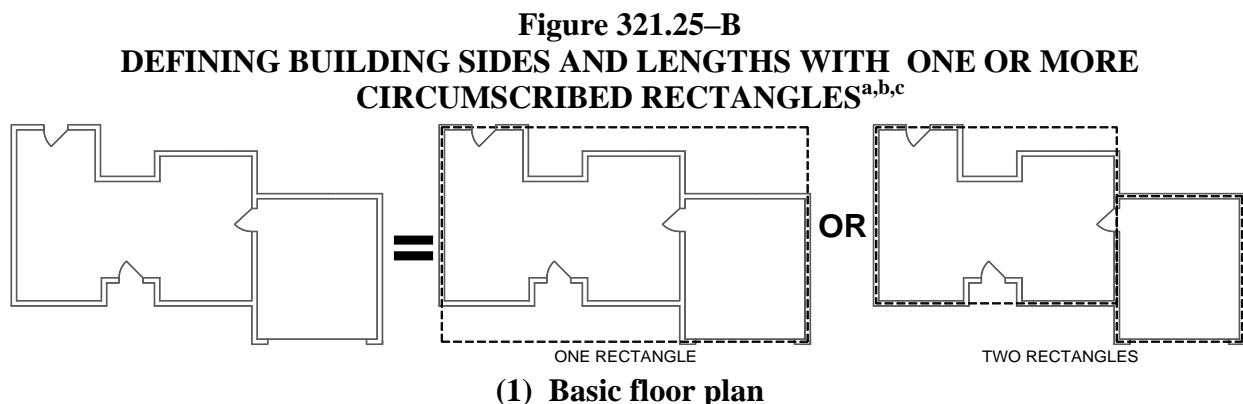 Figure 321.25–B
DEFINING BUILDING SIDES AND LENGTHS WITH ONE OR MORE
CIRCUMSCRIBED RECTANGLESa,b,c
=
OR
ONE RECTANGLE
TWO RECTANGLES
(1) Basic floor plan